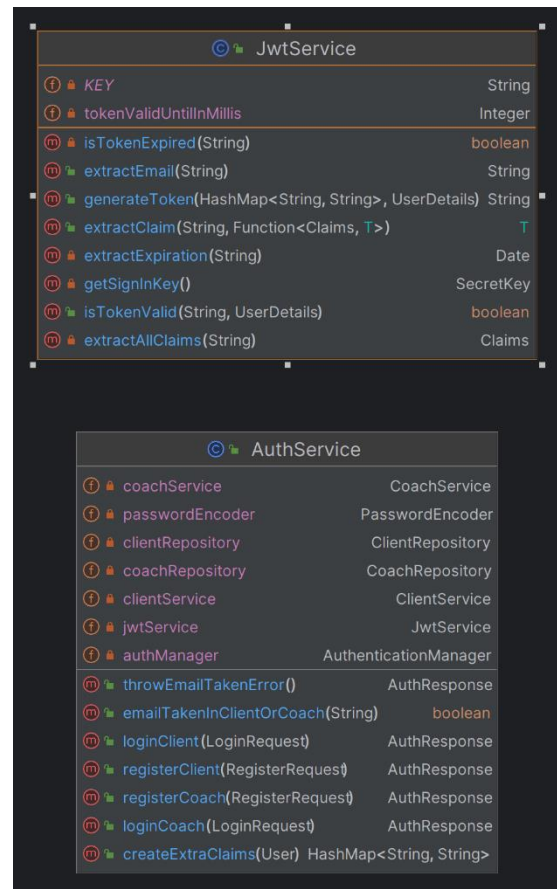 JwtService
KEY String
tokenValidUntillInMillis Integer
isTokenExpired(String) boolean
extractEmail(String) String
generateToken(HashMap<String, String>, UserDetails) String
extractClaim(String, Function<Claims, T>) T
extractExpiration(String) Date
getSignInKey() SecretKey
isTokenValid(String, UserDetails) boolean
extractAllClaims(String) Claims
AuthService
coachService CoachService
passwordEncoder PasswordEncoder
clientRepository ClientRepository
coachRepository CoachRepository
clientService ClientService
jwtService JwtService
authManager AuthenticationManager
throwEmailTakenError() AuthResponse
emailTakenInClientOrCoach(String) boolean
loginClient(LoginRequest) AuthResponse
registerClient(RegisterRequest) AuthResponse
registerCoach(RegisterRequest) AuthResponse
loginCoach(LoginRequest) AuthResponse
createExtraClaims(User) HashMap<String, String>